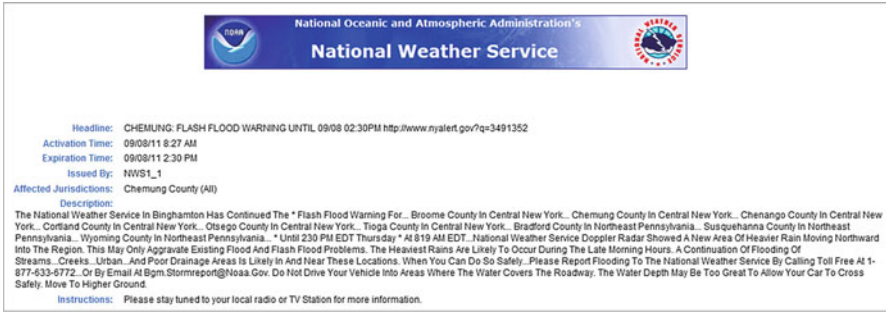 National Oceanic and Atmospheric Administration's
National Weather Service
NOAA
Headline: CHEMUNG: FLASH FLOOD WARNING UNTIL 09/08 02:30PM http://www.nyalert.gov?q=3491352
Activation Time: 09/08/11 8:27 AM
Expiration Time: 09/08/11 2:30 PM
Issued By: NWS1_1
Affected Jurisdictions: Chemung County (All)
Description:
The National Weather Service In Binghamton Has Continued The * Flash Flood Warning For... Broome County In Central New York... Chemung County In Central New York... Chenango County In Central New
York... Cortland County In Central New York... Otsego County In Central New York... Tioga County In Central New York... Bradford County In Northeast Pennsylvania... Susquehanna County In Northeast
Pennsylvania... Wyoming County In Northeast Pennsylvania... * Until 230 PM EDT Thursday * At 819 AM EDT...National Weather Service Doppler Radar Showed A New Area Of Heavier Rain Moving Northward
Into The Region. This May Only Aggravate Existing Flood And Flash Flood Problems. The Heaviest Rains Are Likely To Occur During The Late Morning Hours. A Continuation Of Flooding Of
Streams...Creeks...Urban...And Poor Drainage Areas Is Likely In And Near These Locations. When You Can Do So Safely...Please Report Flooding To The National Weather Service By Calling Toll Free At 1-
877-633-6772...Or By Email At Bgm.Stormreport@Noaa.Gov. Do Not Drive Your Vehicle Into Areas Where The Water Covers The Roadway. The Water Depth May Be Too Great To Allow Your Car To Cross
Safely. Move To Higher Ground.
Instructions: Please stay tuned to your local radio or TV Station for more information.